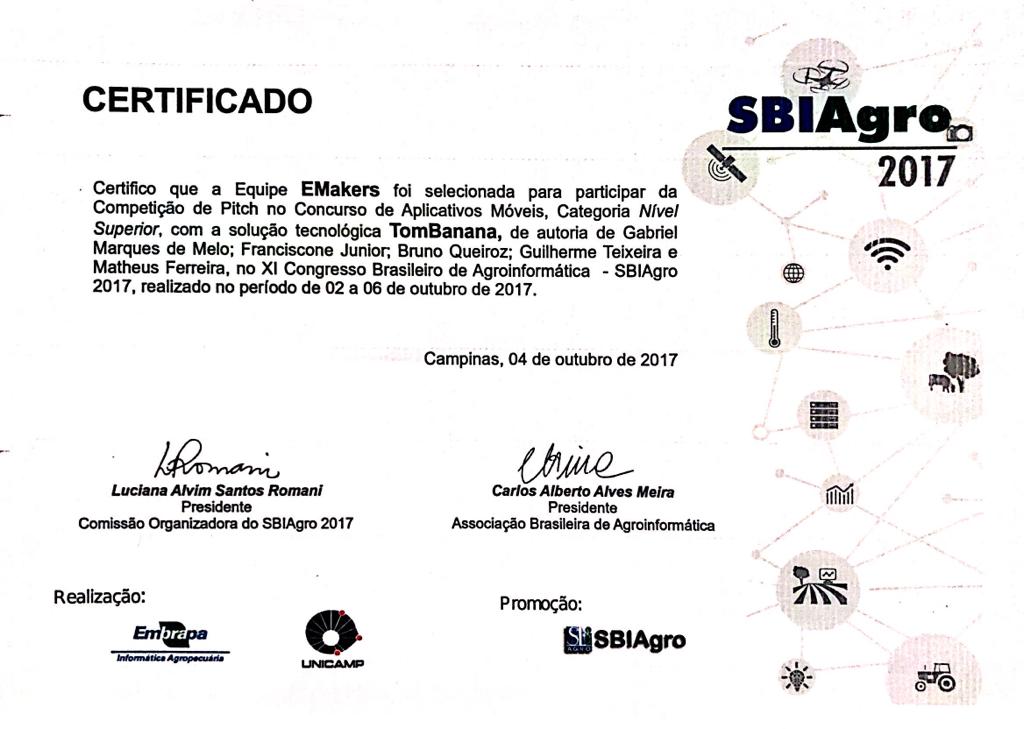 CERTIFICADO
SBIAgro
2017
Certifico que a Equipe EMakers foi selecionada para participar da
Competição de Pitch no Concurso de Aplicativos Móveis, Categoria Nível
Superior, com a solução tecnológica TomBanana, de autoria de Gabriel
Marques de Melo; Franciscone Junior; Bruno Queiroz; Guilherme Teixeira e
Matheus Ferreira, no XI Congresso Brasileiro de Agroinformática - SBIAgro
2017, realizado no período de 02 a 06 de outubro de 2017.
Campinas, 04 de outubro de 2017
LRomani
Luciana Alvim Santos Romani
Presidente
Comissão Organizadora do SBIAgro 2017
Carlos Alberto Alves Meira
Presidente
Associação Brasileira de Agroinformática
Realização:
Embrapa
Informática Agropecuária
UNICAMP
Promoção:
SBIAgro